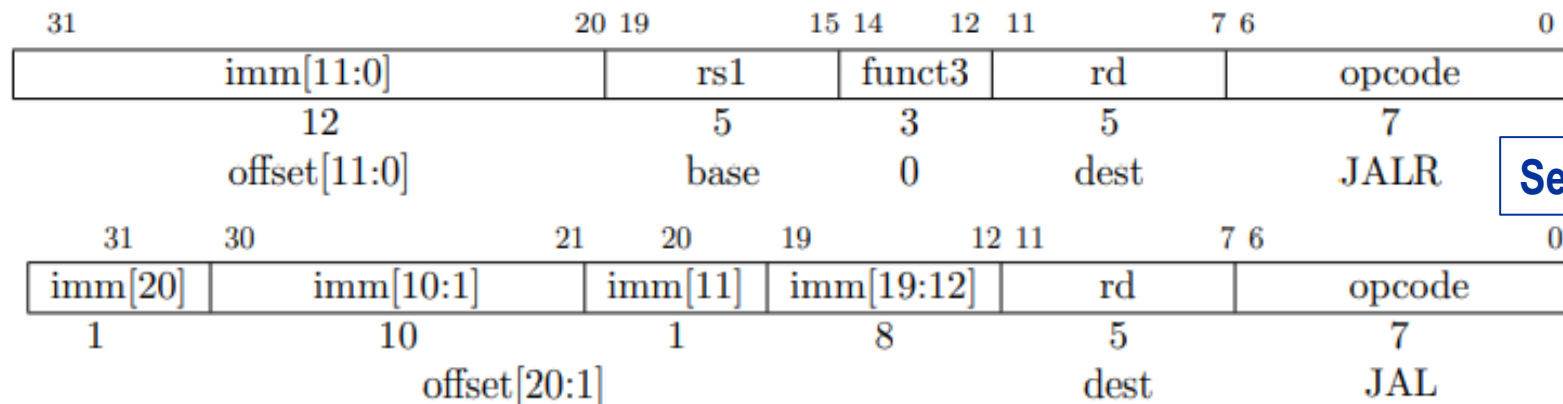 31 20 19 15 14 12 11 7 6 0
imm[11:0] rs1 funct3 rd opcode
12 5 3 5 7
offset[11:0] base 0 dest JALR
Se
31 30 21 20 19 12 11 7 6 0
imm[20] imm[10:1] imm[11] imm[19:12] rd opcode
1 10 1 8 5 7
offset[20:1] dest JAL